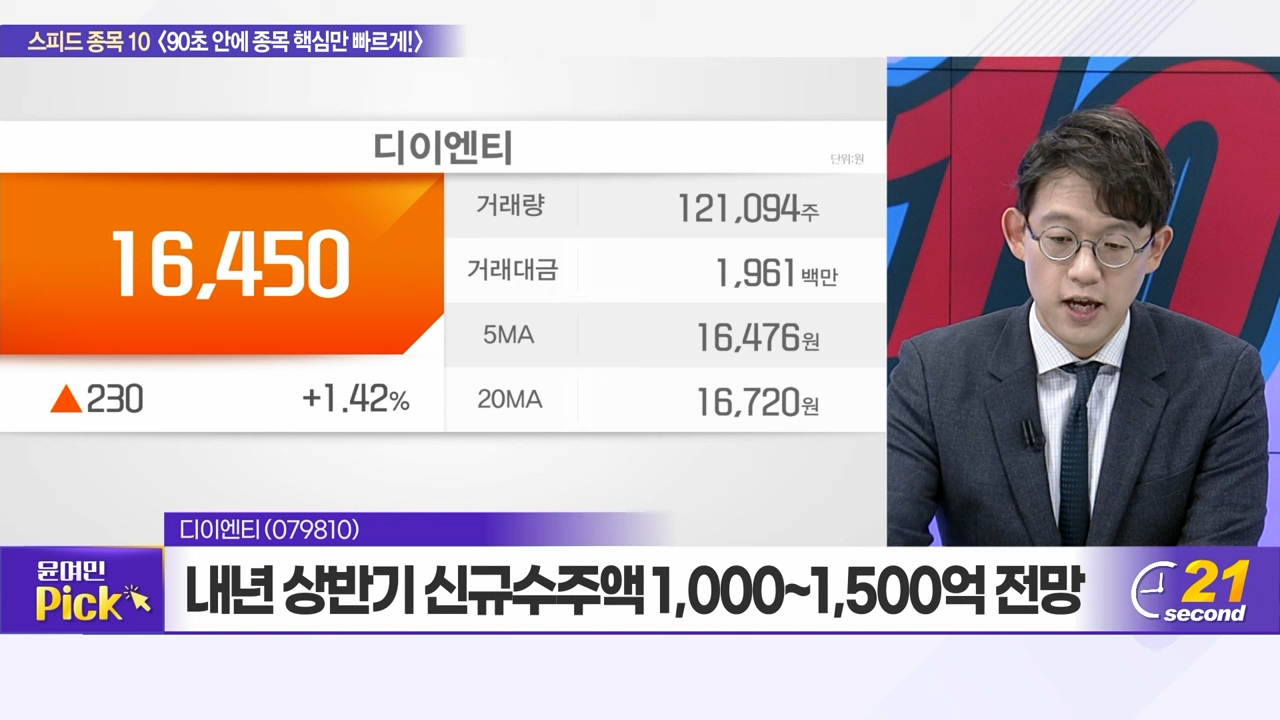 스피드 종목 10 〈90초 안에 종목 핵심만 빠르게!〉
디이엔티
단위:원
16,450
▲230 +1.42%
거래량 121,094주
거래대금 1,961 백만
5MA 16,476원
20MA 16,720원
10
디이엔티(079810)
윤여민
Pick
내년 상반기 신규수주액 1,000~1,500억 전망
21
second